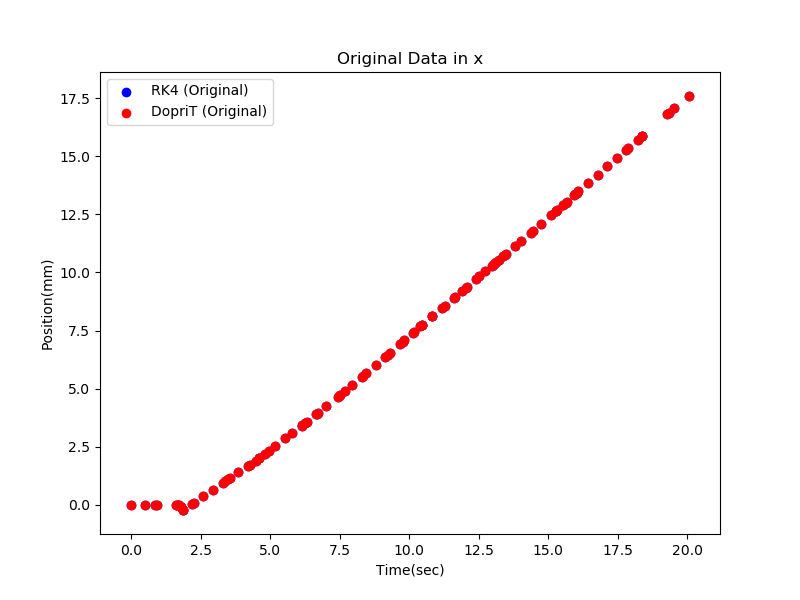 Original Data in x
RK4 (Original)
DopriT (Original)
17.5
15.0
12.5
10.0
7.5
5.0
2.5
0.0
Position(mm)
0.0 2.5 5.0 7.5 10.0 12.5 15.0 17.5 20.0
Time(sec)